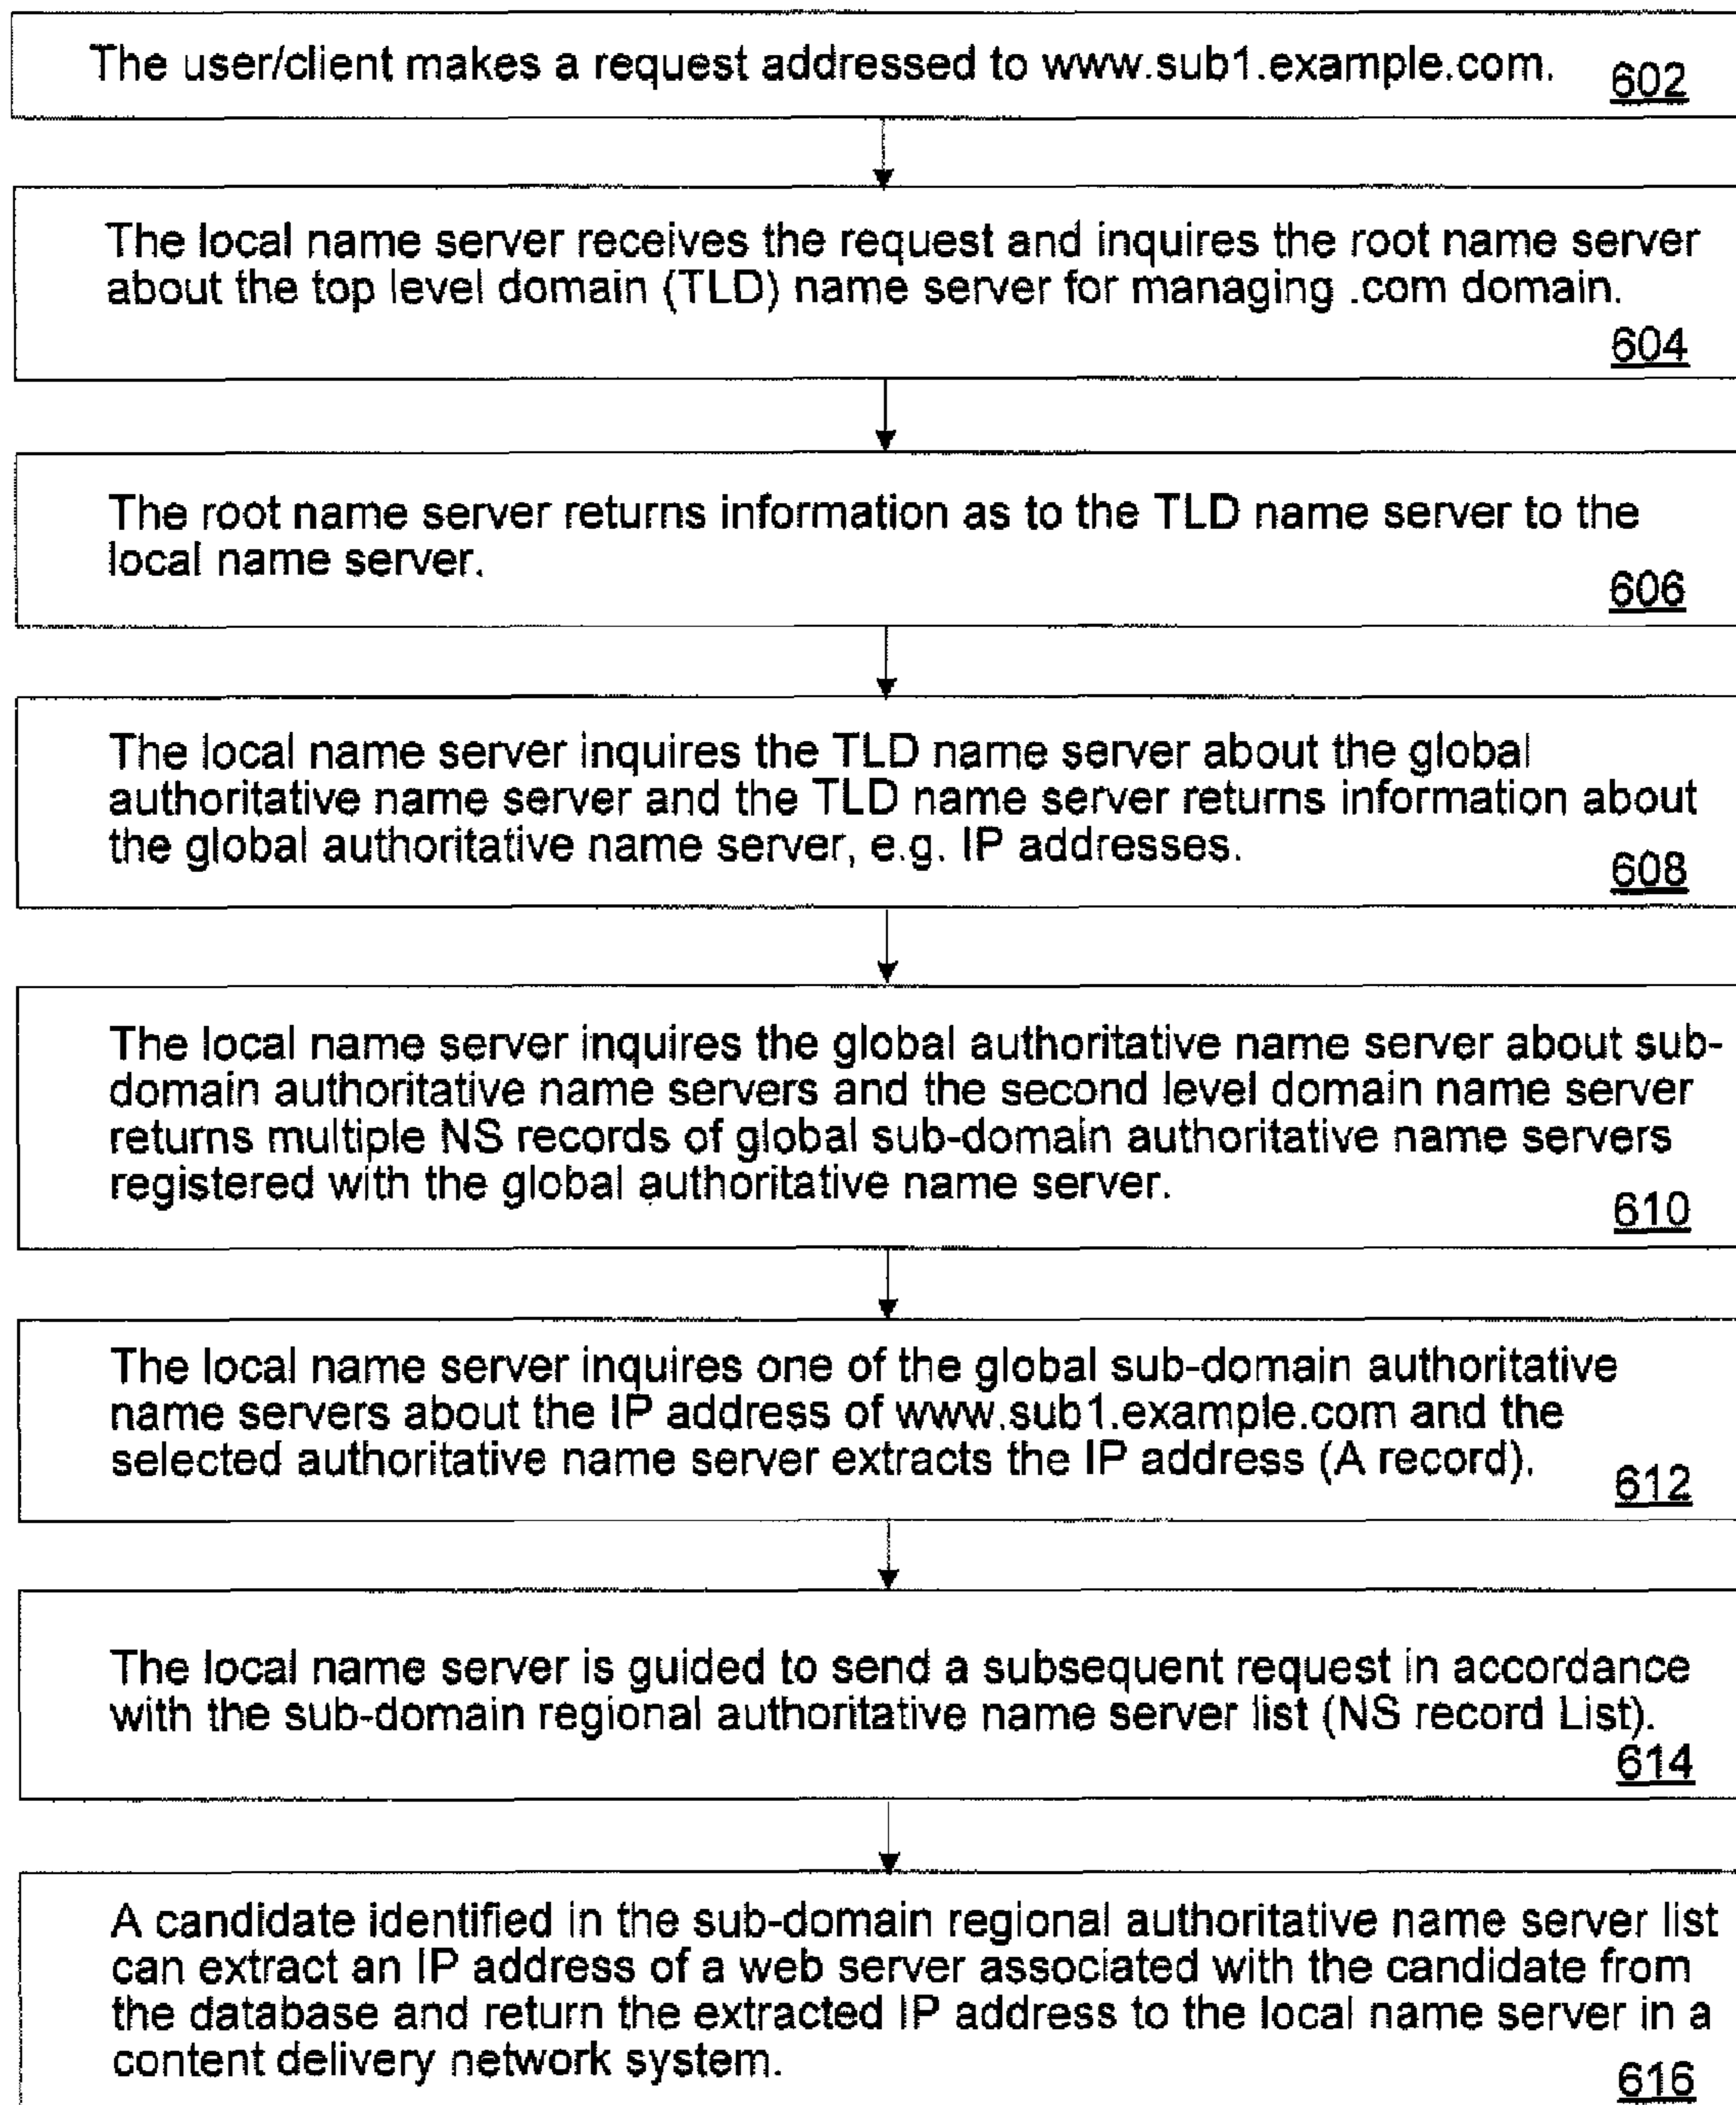 The user/client makes a request addressed to www.sub1.example.com.
602
The local name server receives the request and inquires the root name server
about the top level domain (TLD) name server for managing .com domain.
604
The root name server returns information as to the TLD name server to the
local name server.
606
The local name server inquires the TLD name server about the global
authoritative name server and the TLD name server returns information about
the global authoritative name server, e.g. IP addresses.
608
The local name server inquires the global authoritative name server about sub-
domain authoritative name servers and the second level domain name server
returns multiple NS records of global sub-domain authoritative name servers
registered with the global authoritative name server.
610
The local name server inquires one of the global sub-domain authoritative
name servers about the IP address of www.sub1.example.com and the
selected authoritative name server extracts the IP address (A record).
612
The local name server is guided to send a subsequent request in accordance
with the sub-domain regional authoritative name server list (NS record List).
614
A candidate identified in the sub-domain regional authoritative name server list
can extract an IP address of a web server associated with the candidate from
the database and return the extracted IP address to the local name server in a
content delivery network system.
616